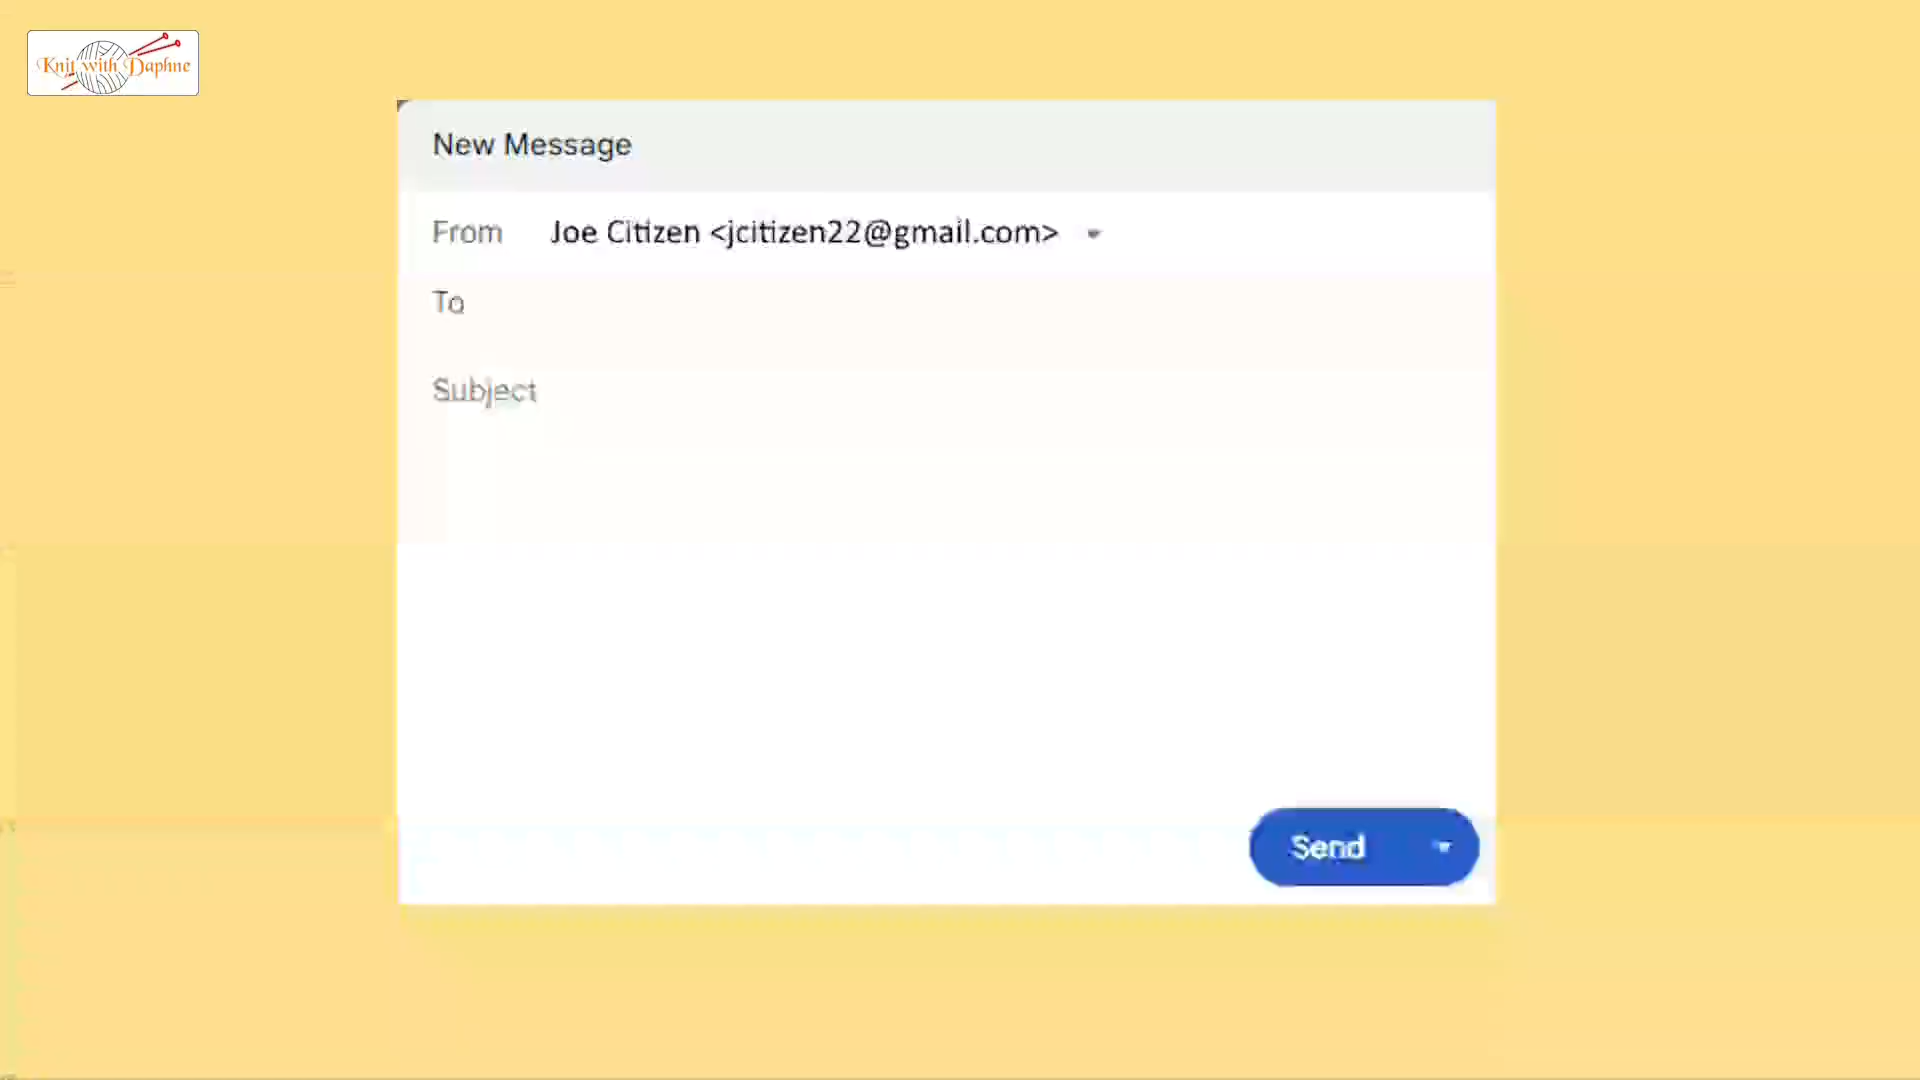 Knit with Daphne
New Message
From Joe Citizen <jcitizen22@gmail.com>
To
Subject
Send